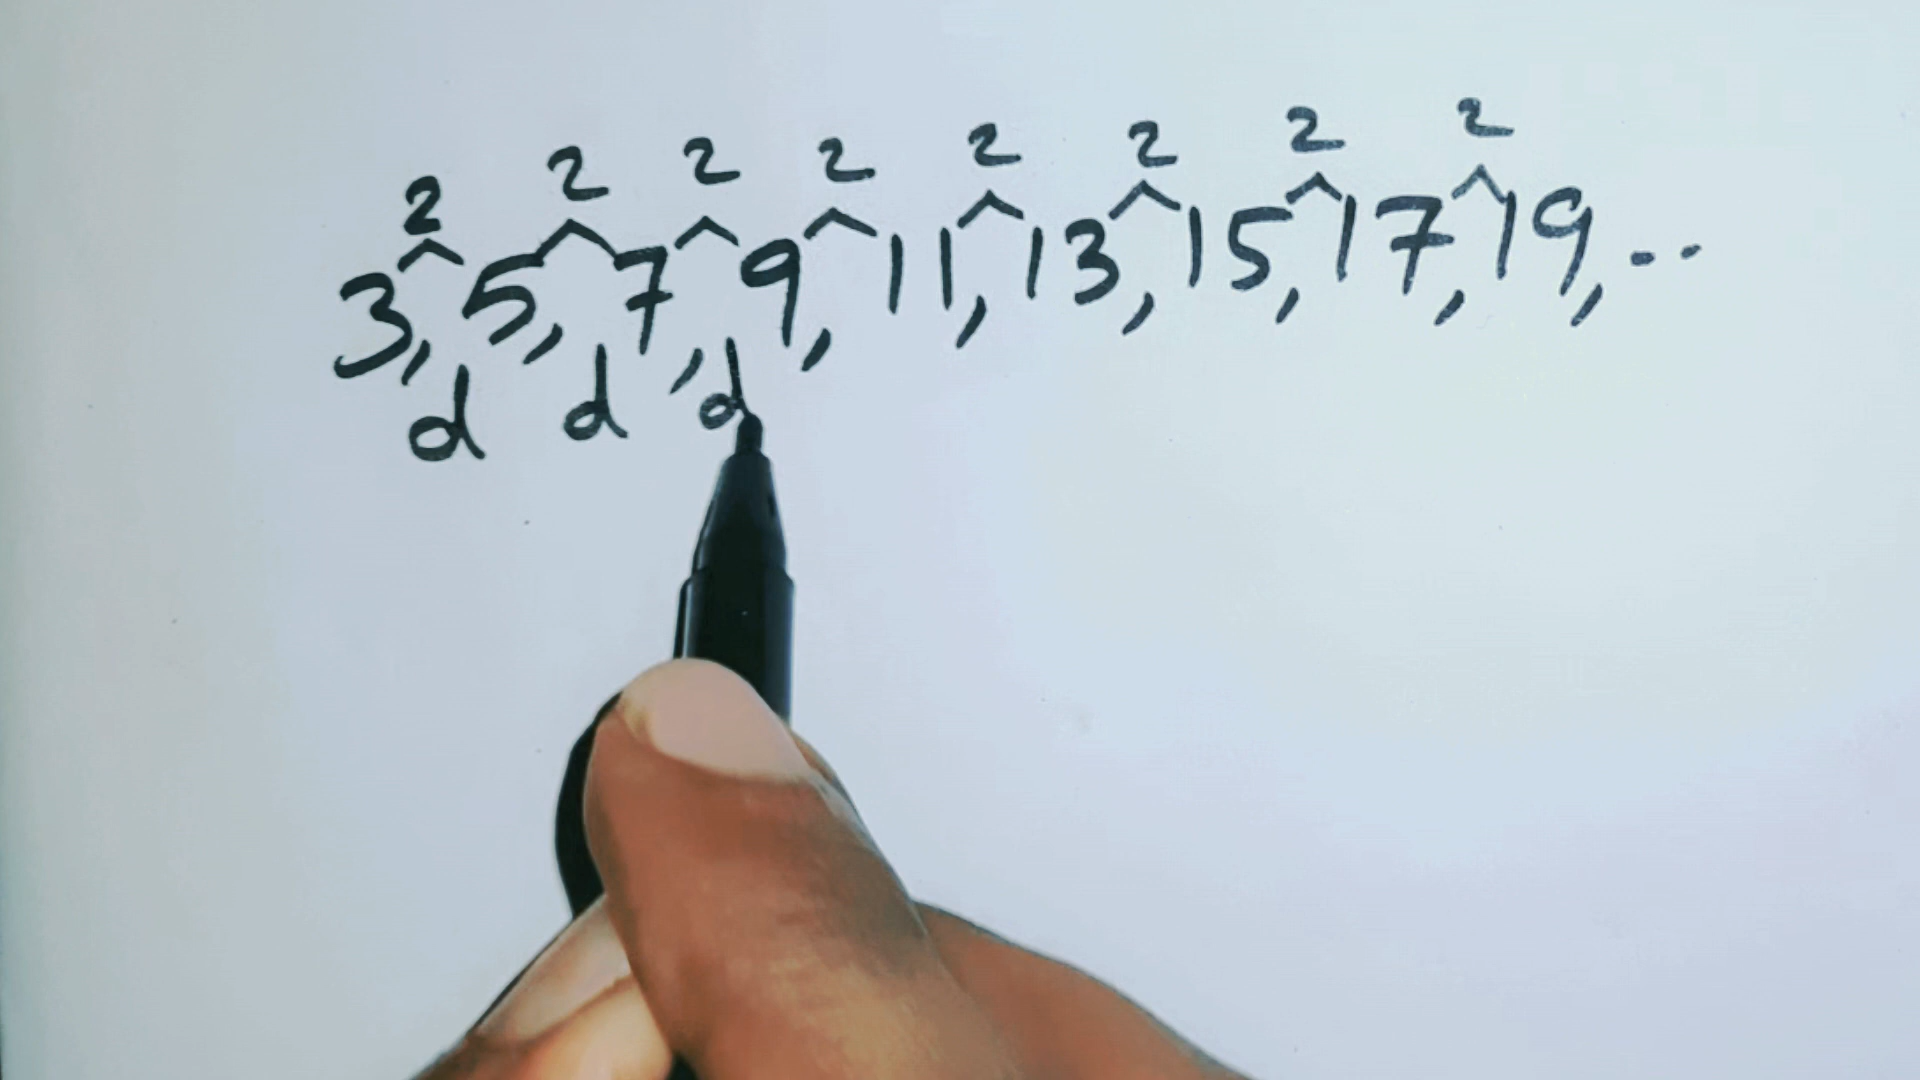 2 2 2 2 2 2 2 2
3, 5, 7, 9, 11, 13, 15, 17, 19, ..
d d d